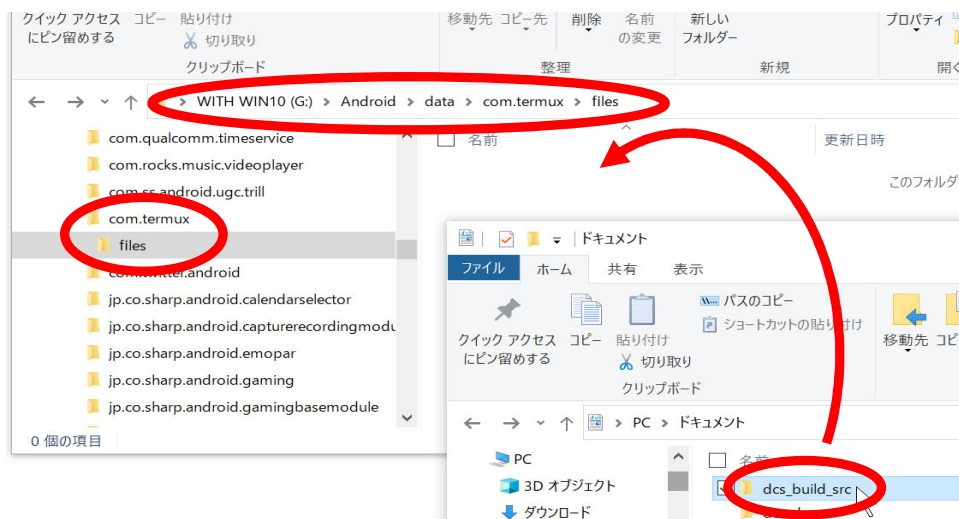 クイック アクセス
にピン留めする
コピー 貼り付け
切り取り
クリップボード
移動先 コピー先 削除 名前
の変更
整理
新しい
フォルダー
新規
プロパティ
開く
WITH WIN10 (G:) > Android > data > com.termux > files
com.qualcomm.timeservice
com.rocks.music.videoplayer
com.ss.android.ugc.trill
com.termux
files
com.twitter.android
jp.co.sharp.android.calendarselector
jp.co.sharp.android.capturerecordingmodu
jp.co.sharp.android.emopar
jp.co.sharp.android.gaming
jp.co.sharp.android.gamingbasemodule
0 個の項目
名前 更新日時
このフォルダ
ドキュメント
ファイル ホーム 共有 表示
クイック アクセス
にピン留めする
コピー 貼り付け
切り取り
パスのコピー
ショートカットの貼り付け
クリップボード
移動先 コピ
PC > ドキュメント
PC
3D オブジェクト
ダウンロード
名前
dcs_build_src